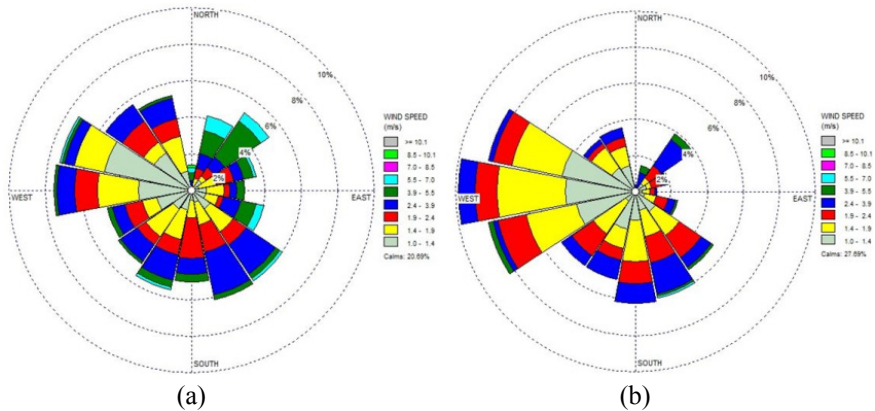 NORTH
10%
8%
6%
4%
2%
WEST
EAST
SOUTH
WIND SPEED
(m/s)
>= 10.1
8.5 - 10.1
7.0 - 8.5
5.5 - 7.0
3.9 - 5.5
2.4 - 3.9
1.9 - 2.4
1.4 - 1.9
1.0 - 1.4
Calms: 20.69%
(a)
NORTH
10%
8%
6%
4%
2%
WEST
EAST
SOUTH
WIND SPEED
(m/s)
>= 10.1
8.5 - 10.1
7.0 - 8.5
5.5 - 7.0
3.9 - 5.5
2.4 - 3.9
1.9 - 2.4
1.4 - 1.9
1.0 - 1.4
Calms: 27.69%
(b)